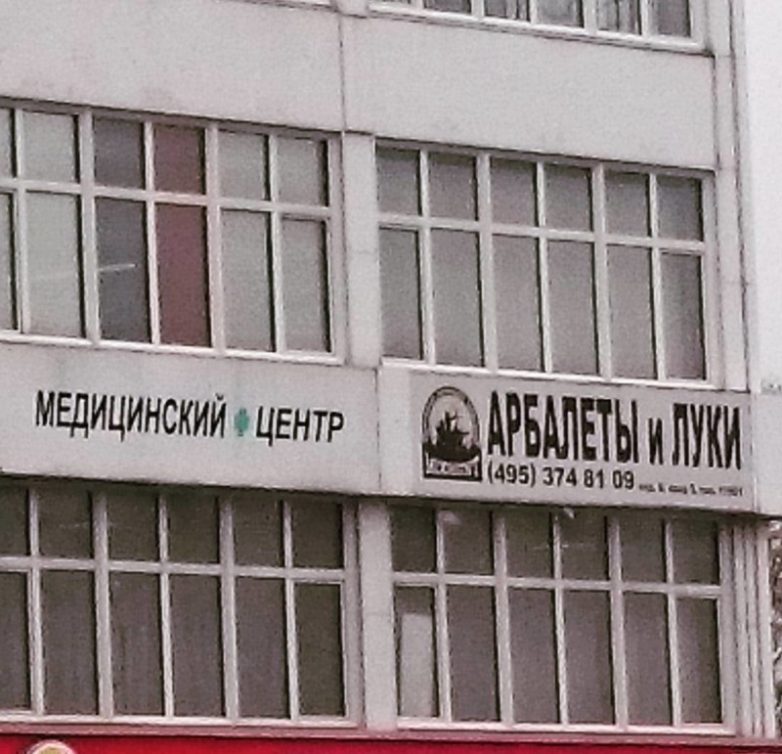 МЕДИЦИНСКИЙ ЦЕНТР
АРБАЛЕТЫ и ЛУКИ
(495) 374 81 09